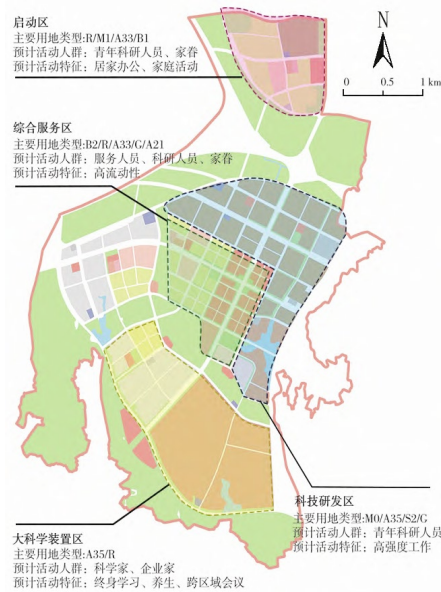 启动区
主要用地类型:R/M1/A33/B1
预计活动人群: 青年科研人员、家眷
预计活动特征: 居家办公、家庭活动
N
0 0.5 1 km
综合服务区
主要用地类型:B2/R/A33/G/A21
预计活动人群: 服务人员、科研人员、家眷
预计活动特征: 高流动性
科技研发区
主要用地类型:M0/A35/S2/G
预计活动人群: 青年科研人员
预计活动特征: 高强度工作
大科学装置区
主要用地类型:A35/R
预计活动人群: 科学家、企业家
预计活动特征: 终身学习、养生、跨区域会议